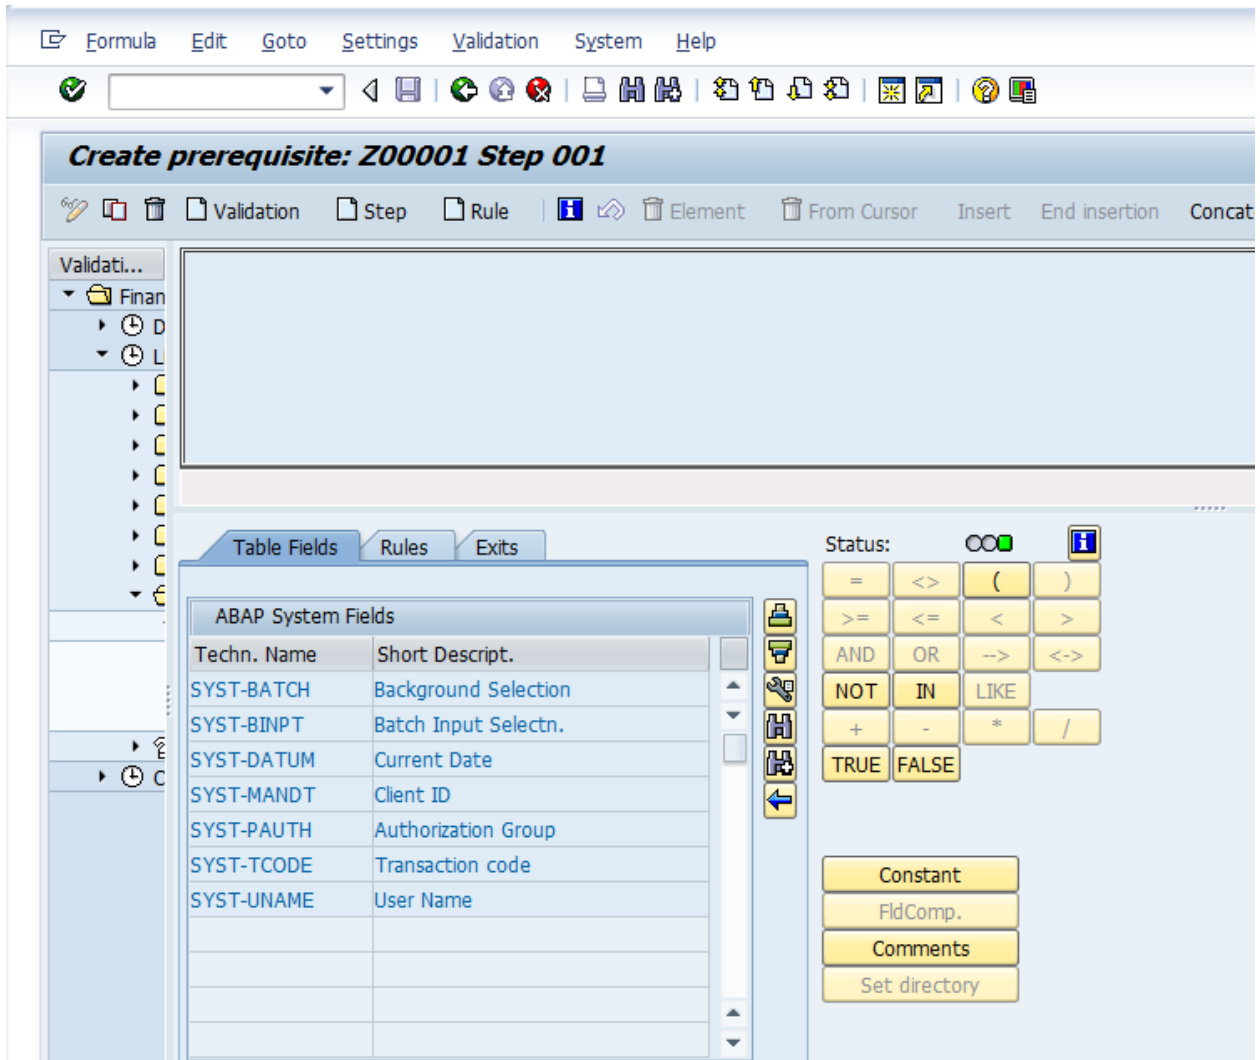 Formula Edit Goto Settings Validation System Help
Create prerequisite: Z00001 Step 001
Validation Step Rule Element From Cursor Insert End insertion Concat
Validati...
Finan
D
Li
C
Table Fields Rules Exits
ABAP System Fields
Techn. Name Short Descript.
SYST-BATCH Background Selection
SYST-BINPT Batch Input Selectn.
SYST-DATUM Current Date
SYST-MANDT Client ID
SYST-PAUTH Authorization Group
SYST-TCODE Transaction code
SYST-UNAME User Name
Status:
= <> ( )
>= <= < >
AND OR --> <->
NOT IN LIKE
+ - * /
TRUE FALSE
Constant
FldComp.
Comments
Set directory